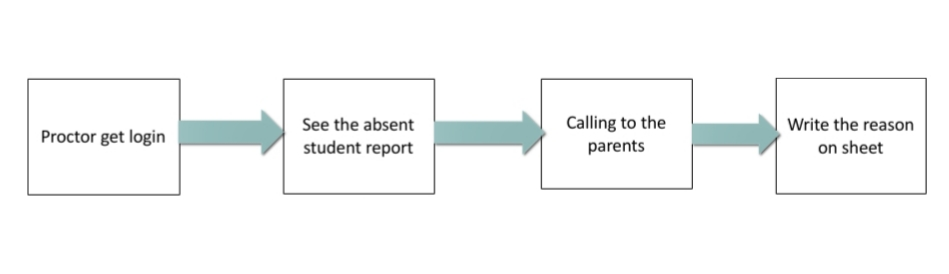 Proctor get login
See the absent
student report
Calling to the
parents
Write the reason
on sheet